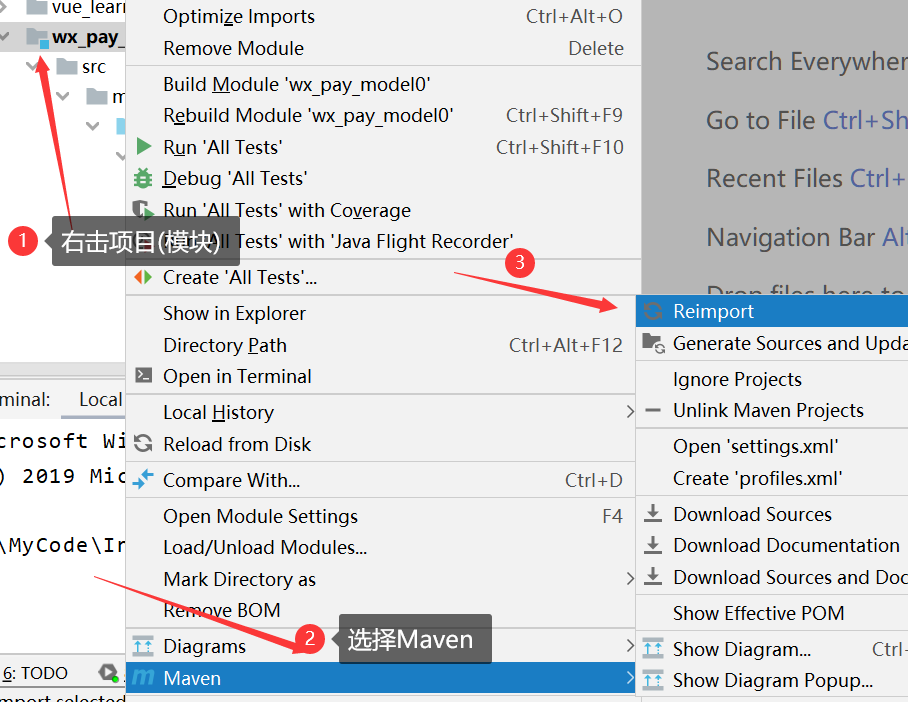 vue_learn
wx_pay_
src
m
1
右击项目(模块)
Optimize Imports Ctrl+Alt+O
Remove Module Delete
Build Module 'wx_pay_model0'
Rebuild Module 'wx_pay_model0' Ctrl+Shift+F9
Run 'All Tests' Ctrl+Shift+F10
Debug 'All Tests'
Run 'All Tests' with Coverage
All Tests' with 'Java Flight Recorder'
Create 'All Tests'...
Show in Explorer
Directory Path Ctrl+Alt+F12
Open in Terminal
Local History
Reload from Disk
Compare With... Ctrl+D
Open Module Settings F4
Load/Unload Modules...
Mark Directory as
Remove BOM
2 选择Maven
Diagrams
Maven
3
Reimport
Generate Sources and Upda
Ignore Projects
Unlink Maven Projects
Open 'settings.xml'
Create 'profiles.xml'
Download Sources
Download Documentation
Download Sources and Doc
Show Effective POM
Show Diagram... Ctrl+
Show Diagram Popup...
Search Everywher
Go to File Ctrl+Sh
Recent Files Ctrl+
Navigation Bar Al
Drop files here to
minal: Local
crosoft Wi
) 2019 Mic
\MyCode\In
6: TODO
mport selected